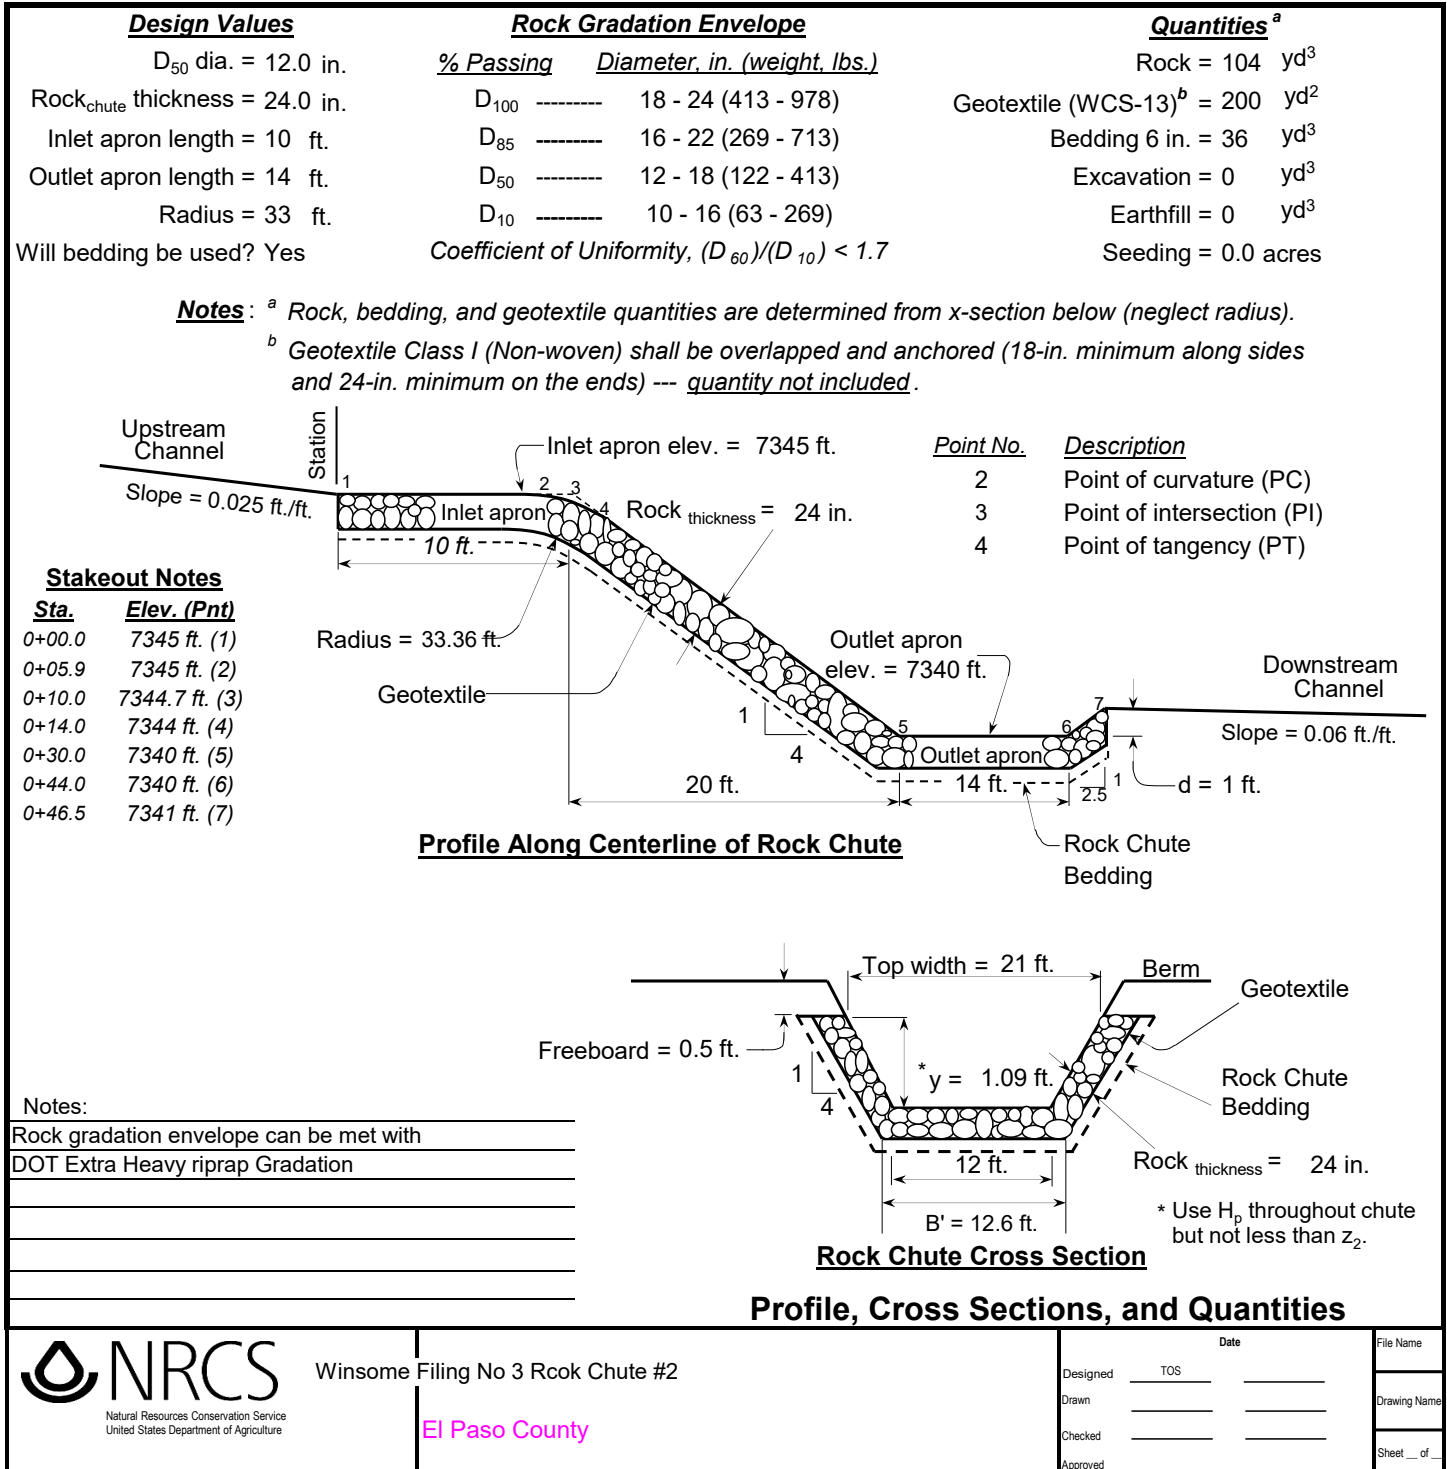 Design Values
D50 dia. = 12.0 in.
Rockchute thickness = 24.0 in.
Inlet apron length = 10 ft.
Outlet apron length = 14 ft.
Radius = 33 ft.
Will bedding be used? Yes
Rock Gradation Envelope
% Passing Diameter, in. (weight, lbs.)
D100 --------- 18 - 24 (413 - 978)
D85 --------- 16 - 22 (269 - 713)
D50 --------- 12 - 18 (122 - 413)
D10 --------- 10 - 16 (63 - 269)
Coefficient of Uniformity, (D 60)/(D 10) < 1.7
Quantities a
Rock = 104 yd3
Geotextile (WCS-13)b = 200 yd2
Bedding 6 in. = 36 yd3
Excavation = 0 yd3
Earthfill = 0 yd3
Seeding = 0.0 acres
Notes: a Rock, bedding, and geotextile quantities are determined from x-section below (neglect radius).
b Geotextile Class I (Non-woven) shall be overlapped and anchored (18-in. minimum along sides
and 24-in. minimum on the ends) --- quantity not included.
Upstream
Channel
Slope = 0.025 ft./ft.
Station
1
Inlet apron elev. = 7345 ft.
2
3
4
Inlet apron
10 ft.
Rock thickness = 24 in.
Point No. Description
2 Point of curvature (PC)
3 Point of intersection (PI)
4 Point of tangency (PT)
Stakeout Notes
Sta. Elev. (Pnt)
0+00.0 7345 ft. (1)
0+05.9 7345 ft. (2)
0+10.0 7344.7 ft. (3)
0+14.0 7344 ft. (4)
0+30.0 7340 ft. (5)
0+44.0 7340 ft. (6)
0+46.5 7341 ft. (7)
Radius = 33.36 ft.
Geotextile
1
4
Outlet apron
elev. = 7340 ft.
5
6
7
Outlet apron
20 ft.
14 ft.
2.5
1
d = 1 ft.
Downstream
Channel
Slope = 0.06 ft./ft.
Rock Chute
Bedding
Profile Along Centerline of Rock Chute
Top width = 21 ft.
Berm
Geotextile
Freeboard = 0.5 ft.
1
4
* y = 1.09 ft.
Rock Chute
Bedding
12 ft.
B' = 12.6 ft.
Rock thickness = 24 in.
* Use Hp throughout chute
but not less than z2.
Rock Chute Cross Section
Notes:
Rock gradation envelope can be met with
DOT Extra Heavy riprap Gradation
Profile, Cross Sections, and Quantities
NRCS
Natural Resources Conservation Service
United States Department of Agriculture
Winsome Filing No 3 Rcok Chute #2
El Paso County
Date
Designed TOS
Drawn
Checked
Approved
File Name
Drawing Name
Sheet __ of __